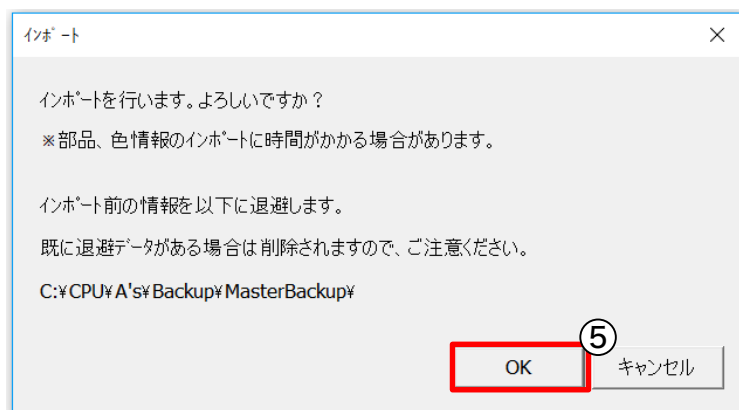 インポート
インポートを行います。よろしいですか？
※部品、色情報のインポートに時間がかかる場合があります。
インポート前の情報を以下に退避します。
既に退避データがある場合は削除されますので、ご注意ください。
C:¥CPU¥A's¥Backup¥MasterBackup¥
⑤
OK
キャンセル